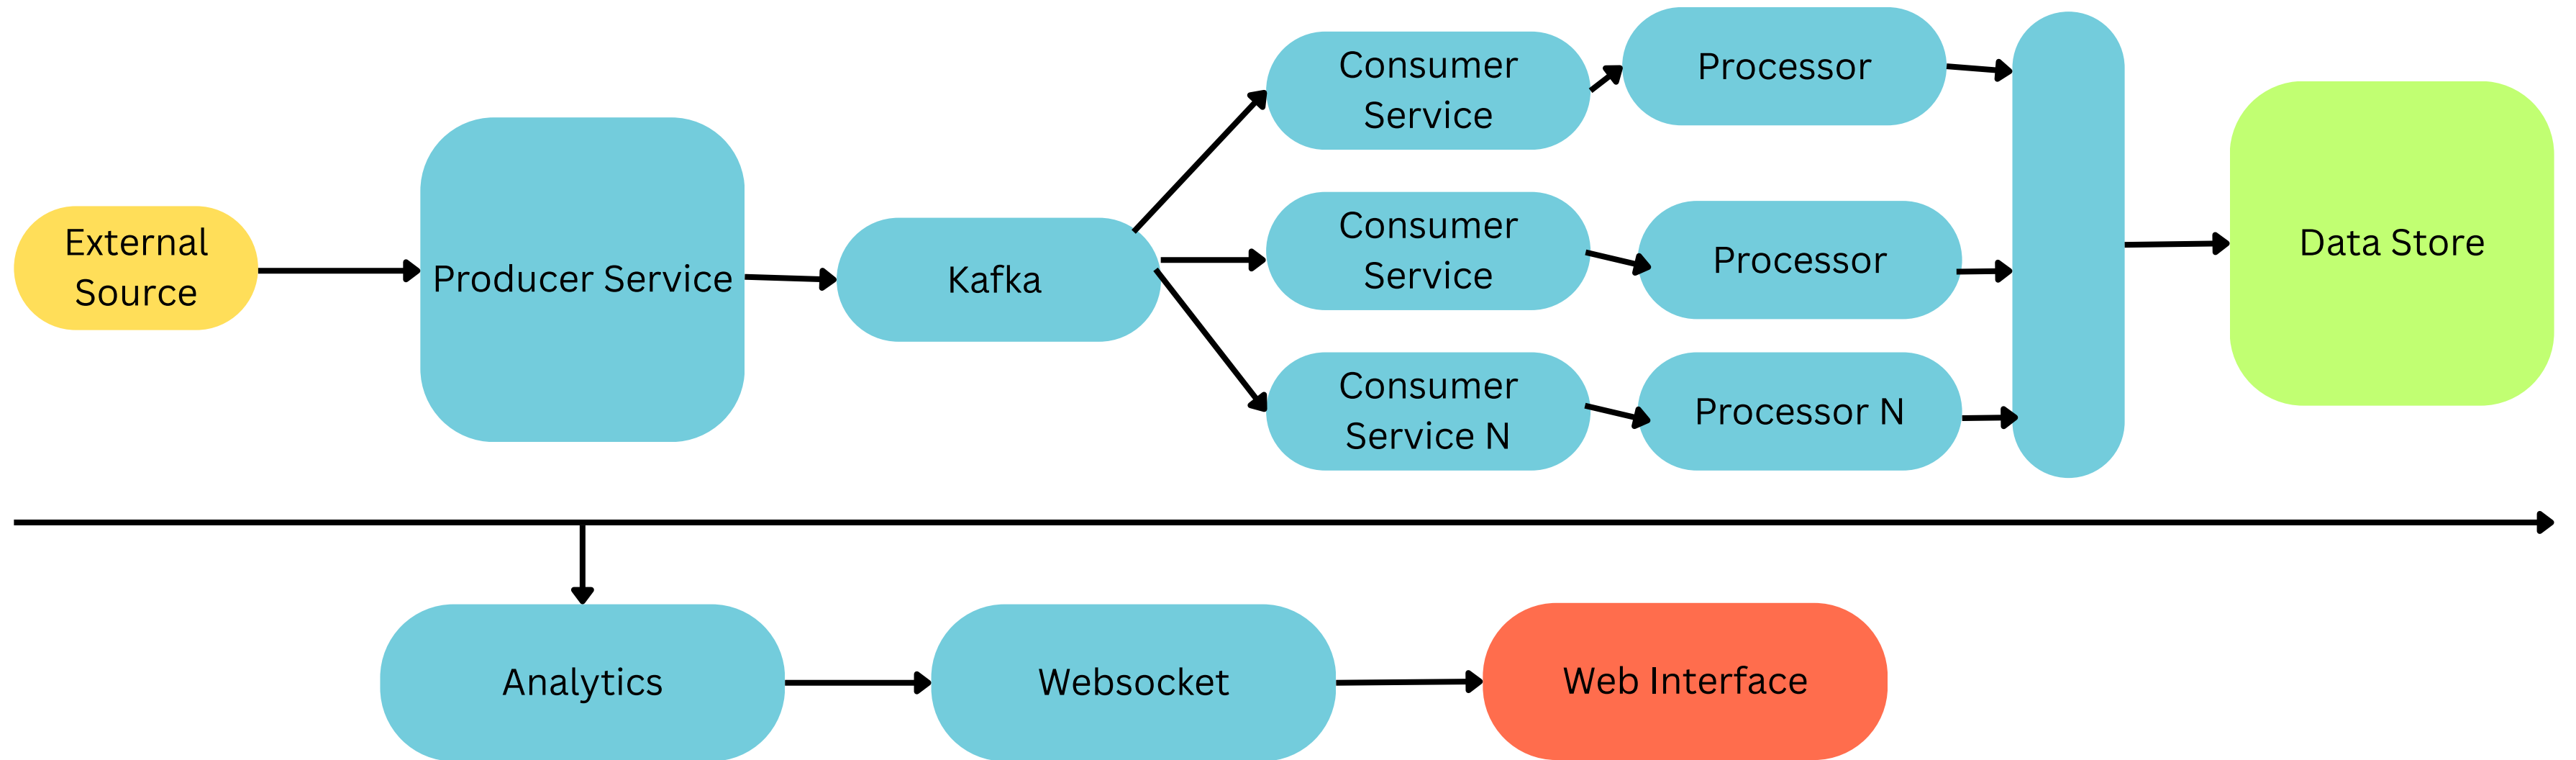 External
Source
Producer Service
Kafka
Consumer
Service
Processor
Consumer
Service
Processor
Consumer
Service N
Processor N
Data Store
Analytics
Websocket
Web Interface